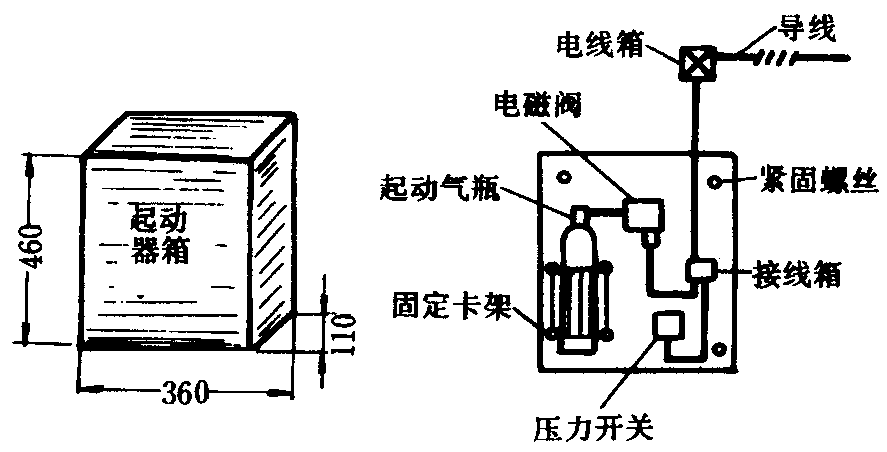 起动
器箱
460
360
110
导线
电线箱
电磁阀
起动气瓶
紧固螺丝
接线箱
固定卡架
压力开关